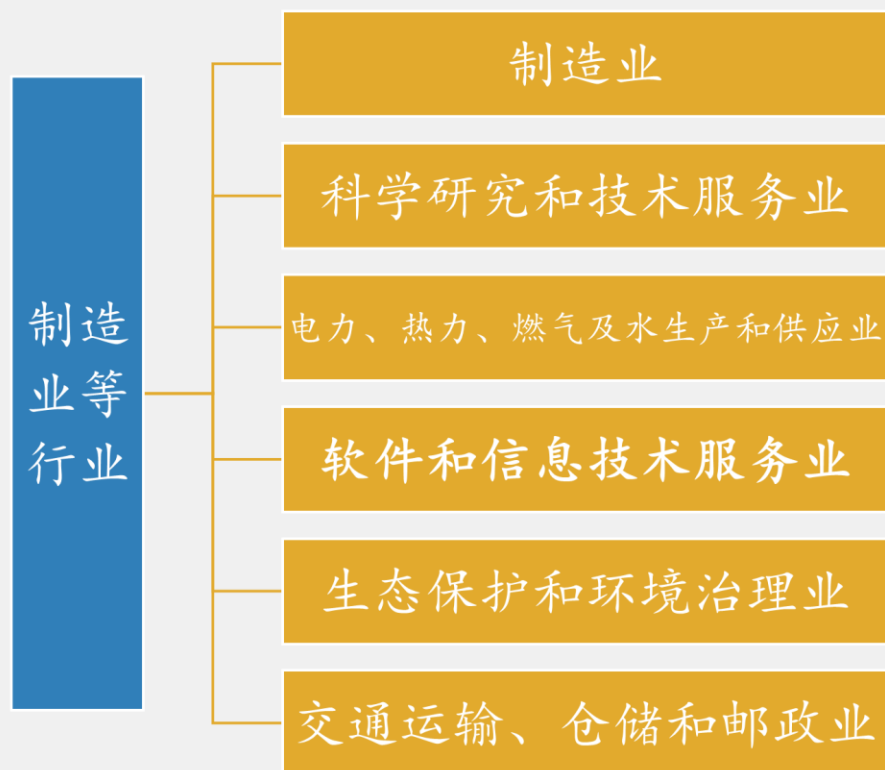 制造
业等
行业
制造业
科学研究和技术服务业
电力、热力、燃气及水生产和供应业
软件和信息技术服务业
生态保护和环境治理业
交通运输、仓储和邮政业